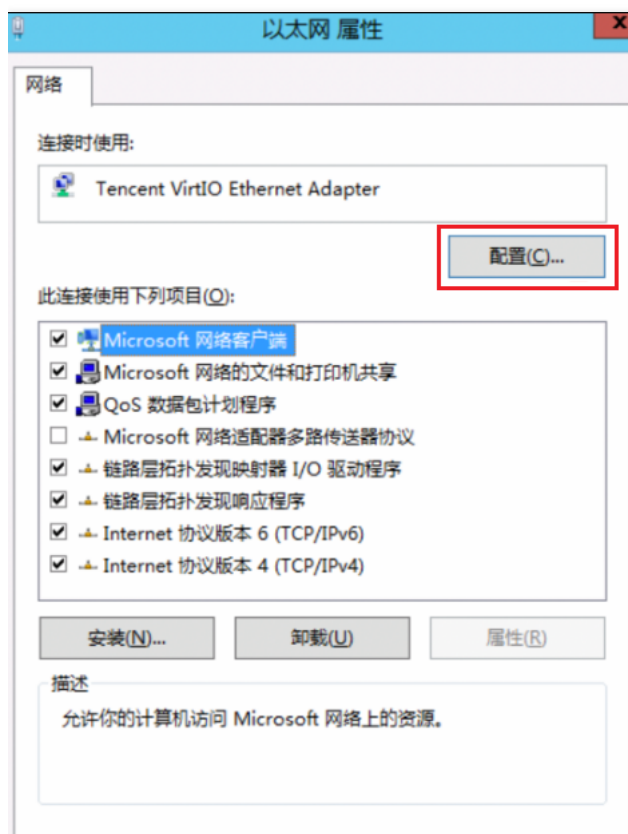 以太网 属性
x
网络
连接时使用:
Tencent VirtIO Ethernet Adapter
配置(C)...
此连接使用下列项目(O):
Microsoft 网络客户端
Microsoft 网络的文件和打印机共享
QoS 数据包计划程序
Microsoft 网络适配器多路传送器协议
链路层拓扑发现映射器 I/O 驱动程序
链路层拓扑发现响应程序
Internet 协议版本 6 (TCP/IPv6)
Internet 协议版本 4 (TCP/IPv4)
安装(N)... 卸载(U) 属性(R)
描述
允许你的计算机访问 Microsoft 网络上的资源。